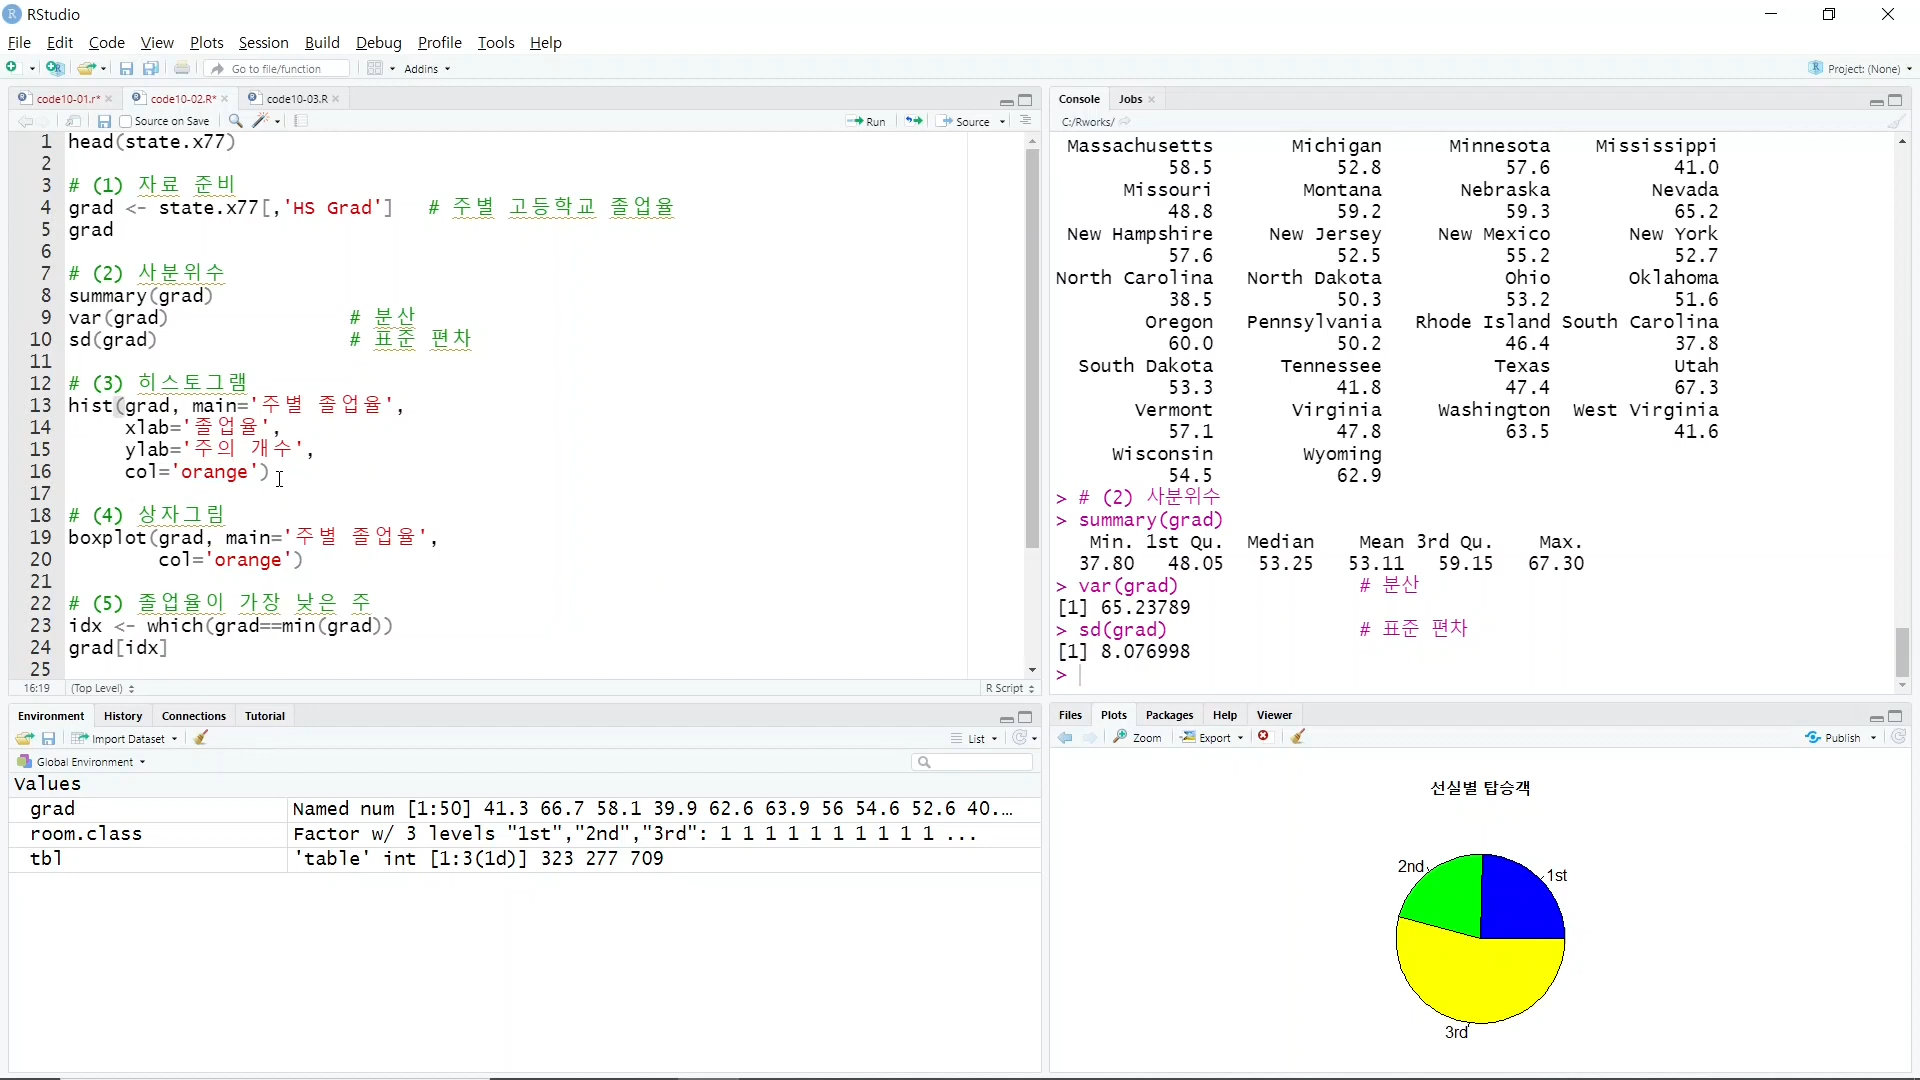 RStudio
File Edit Code View Plots Session Build Debug Profile Tools Help
Go to file/function Addins Project: (None)
code10-01.r* code10-02.R* code10-03.R
Source on Save Run Source
1 head(state.x77)
2
3 # (1) 자료 준비
4 grad <- state.x77[,'HS Grad'] # 주별 고등학교 졸업율
5 grad
6
7 # (2) 사분위수
8 summary(grad)
9 var(grad) # 분산
10 sd(grad) # 표준 편차
11
12 # (3) 히스토그램
13 hist(grad, main='주별 졸업율',
14 xlab='졸업율',
15 ylab='주의 개수',
16 col='orange')
17
18 # (4) 상자그림
19 boxplot(grad, main='주별 졸업율',
20 col='orange')
21
22 # (5) 졸업율이 가장 낮은 주
23 idx <- which(grad==min(grad))
24 grad[idx]
25
16:19 (Top Level) R Script
Console Jobs
C:/Rworks/
Massachusetts Michigan Minnesota Mississippi
58.5 52.8 57.6 41.0
Missouri Montana Nebraska Nevada
48.8 59.2 59.3 65.2
New Hampshire New Jersey New Mexico New York
57.6 52.5 55.2 52.7
North Carolina North Dakota Ohio Oklahoma
38.5 50.3 53.2 51.6
Oregon Pennsylvania Rhode Island South Carolina
60.0 50.2 46.4 37.8
South Dakota Tennessee Texas Utah
53.3 41.8 47.4 67.3
Vermont Virginia Washington West Virginia
57.1 47.8 63.5 41.6
Wisconsin Wyoming
54.5 62.9
> # (2) 사분위수
> summary(grad)
Min. 1st Qu. Median Mean 3rd Qu. Max.
37.80 48.05 53.25 53.11 59.15 67.30
> var(grad) # 분산
[1] 65.23789
> sd(grad) # 표준 편차
[1] 8.076998
>
Environment History Connections Tutorial
Import Dataset List
Global Environment
Values
grad Named num [1:50] 41.3 66.7 58.1 39.9 62.6 63.9 56 54.6 52.6 40...
room.class Factor w/ 3 levels "1st","2nd","3rd": 1 1 1 1 1 1 1 1 1 1 ...
tbl 'table' int [1:3(1d)] 323 277 709
Files Plots Packages Help Viewer
Zoom Export Publish
선실별 탑승객
2nd
1st
3rd